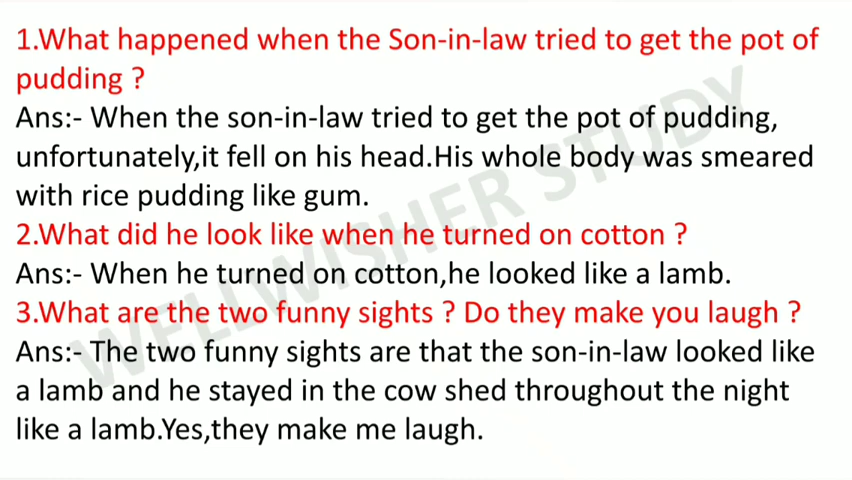 1.What happened when the Son-in-law tried to get the pot of
pudding ?
Ans:- When the son-in-law tried to get the pot of pudding,
unfortunately,it fell on his head.His whole body was smeared
with rice pudding like gum.
2.What did he look like when he turned on cotton ?
Ans:- When he turned on cotton,he looked like a lamb.
3.What are the two funny sights ? Do they make you laugh ?
Ans:- The two funny sights are that the son-in-law looked like
a lamb and he stayed in the cow shed throughout the night
like a lamb.Yes,they make me laugh.
WELLWISHER STUDY